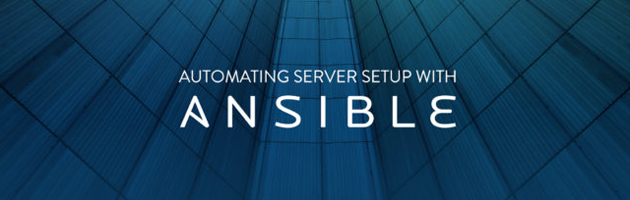 AUTOMATING SERVER SETUP WITH
ANSIBLE